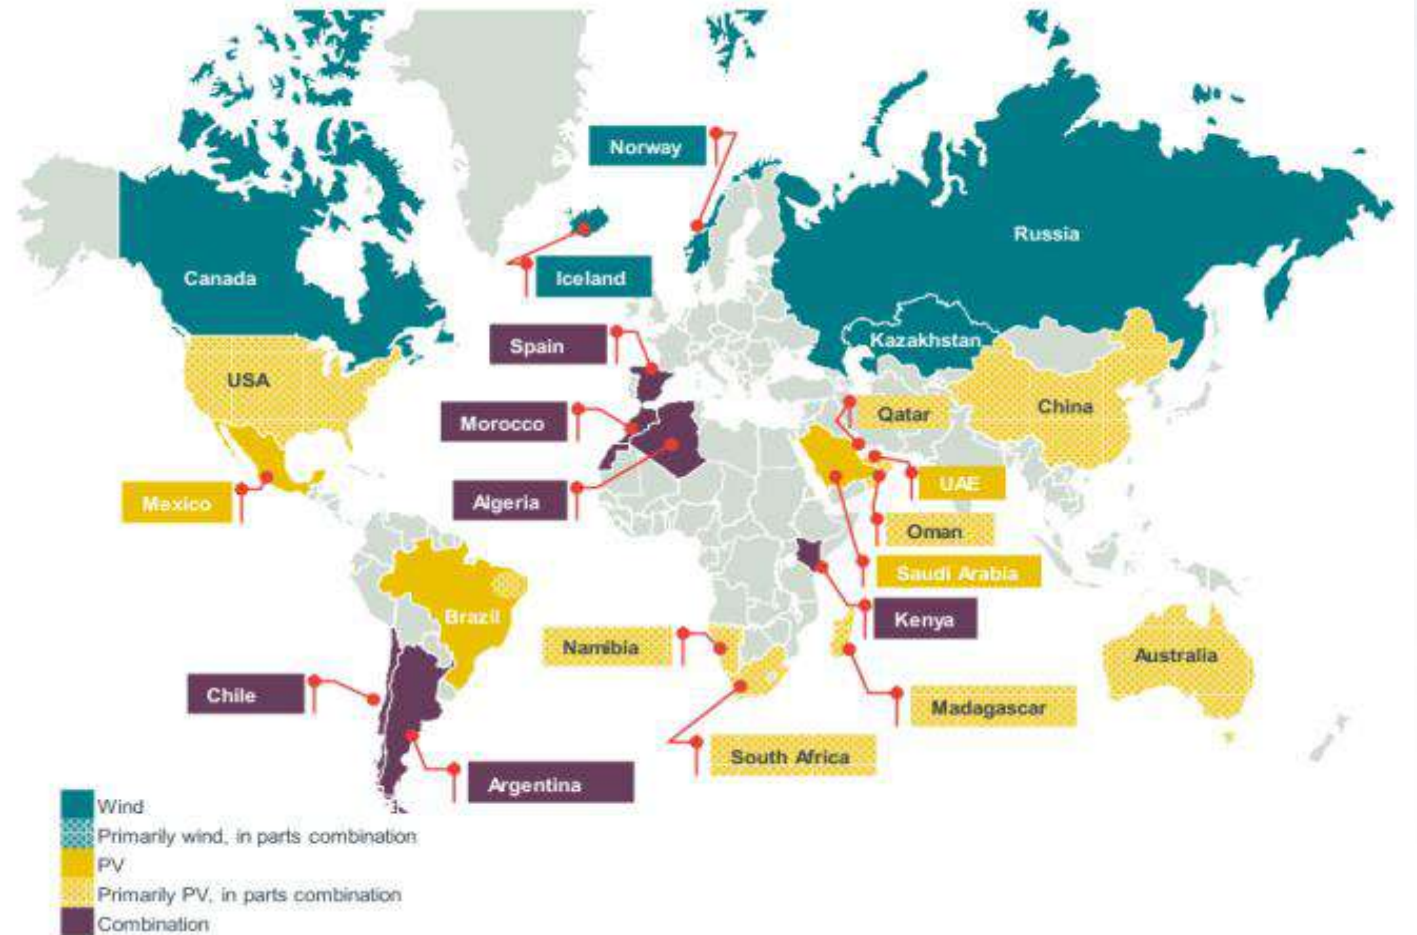 Norway
Russia
Canada
Iceland
Kazakhstan
Spain
USA
China
Qatar
Morocco
UAE
Mexico
Algeria
Oman
Saudi Arabia
Brazil
Kenya
Namibia
Australia
Chile
Madagascar
South Africa
Argentina
Wind
Primarily wind, in parts combination
PV
Primarily PV, in parts combination
Combination